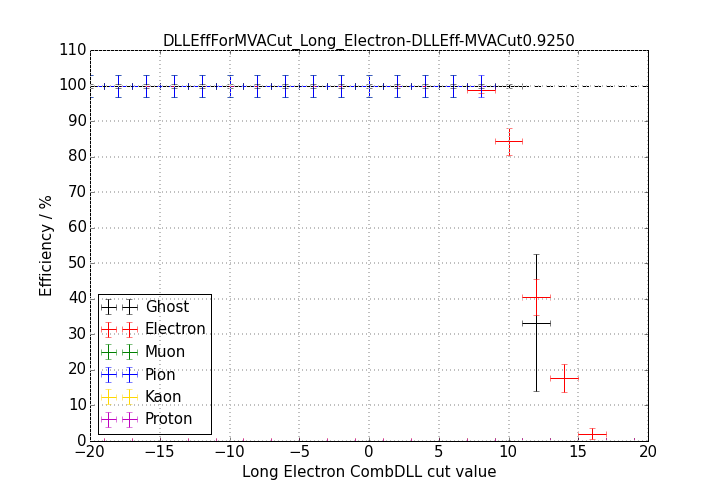 DLLEffForMVACut_Long_Electron-DLLEff-MVACut0.9250
110
100
90
80
70
60
50
40
30
20
10
0
Efficiency / %
Ghost
Electron
Muon
Pion
Kaon
Proton
−20 −15 −10 −5 0 5 10 15 20
Long Electron CombDLL cut value